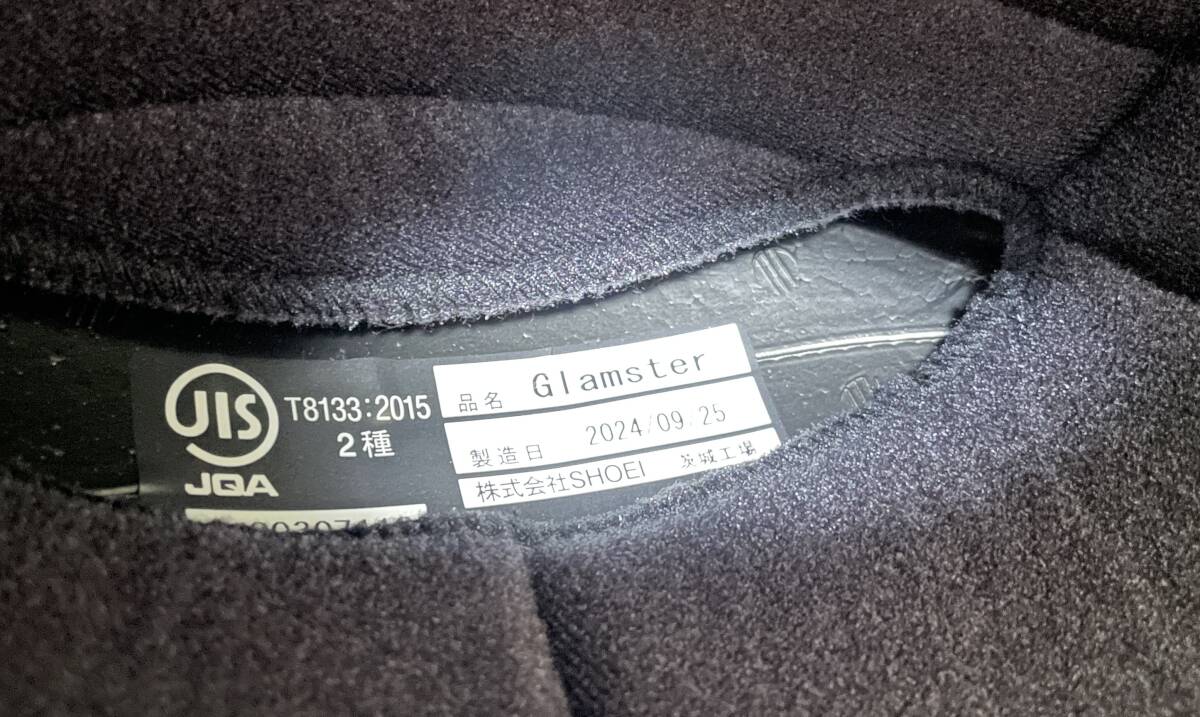 JIS
T8133:2015
2種
JQA
品名 Glamster
製造日 2024/09/25
株式会社SHOEI 茨城工場